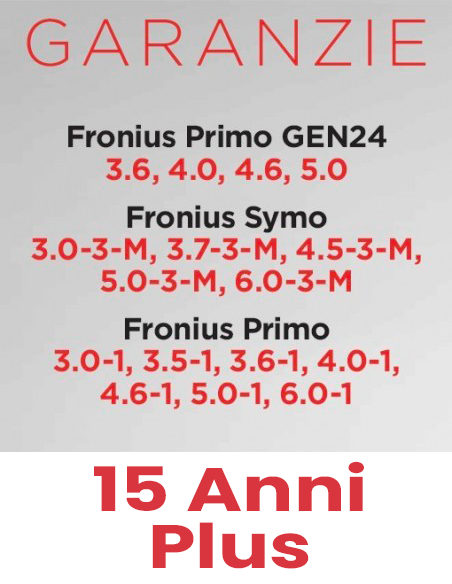 GARANZIE
Fronius Primo GEN24
3.6, 4.0, 4.6, 5.0
Fronius Symo
3.0-3-M, 3.7-3-M, 4.5-3-M,
5.0-3-M, 6.0-3-M
Fronius Primo
3.0-1, 3.5-1, 3.6-1, 4.0-1,
4.6-1, 5.0-1, 6.0-1
15 Anni
Plus